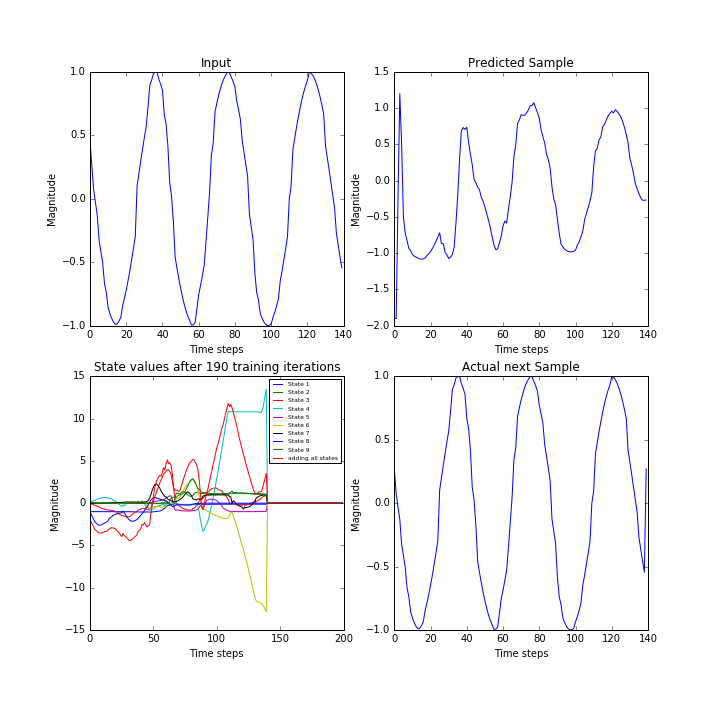 Input
Magnitude
1.0
0.5
0.0
−0.5
−1.0
0 20 40 60 80 100 120 140
Time steps
Predicted Sample
Magnitude
1.5
1.0
0.5
0.0
−0.5
−1.0
−1.5
−2.0
0 20 40 60 80 100 120 140
Time steps
State values after 190 training iterations
Magnitude
15
10
5
0
−5
−10
−15
0 50 100 150 200
Time steps
State 1
State 2
State 3
State 4
State 5
State 6
State 7
State 8
State 9
adding all states
Actual next Sample
Magnitude
1.0
0.5
0.0
−0.5
−1.0
0 20 40 60 80 100 120 140
Time steps